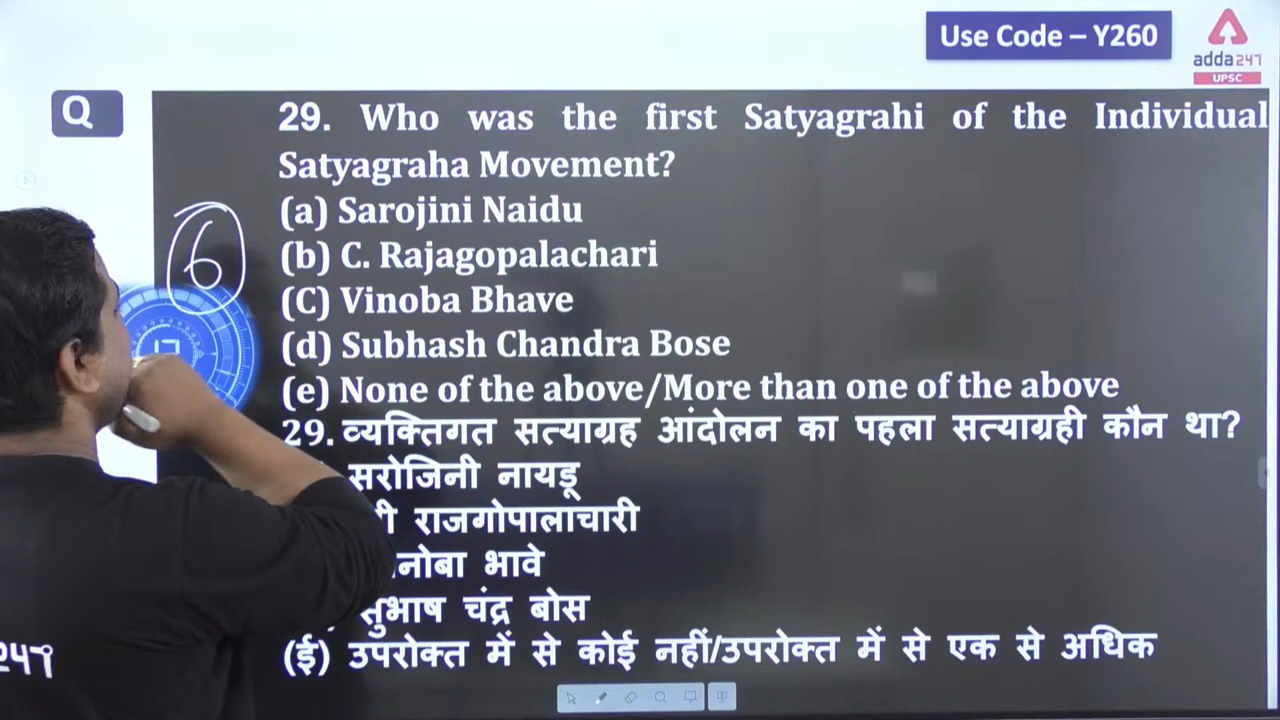 Use Code – Y260
adda247
UPSC
Q
29. Who was the first Satyagrahi of the Individual
Satyagraha Movement?
(a) Sarojini Naidu
6
(b) C. Rajagopalachari
(C) Vinoba Bhave
(d) Subhash Chandra Bose
(e) None of the above/More than one of the above
29. व्यक्तिगत सत्याग्रह आंदोलन का पहला सत्याग्रही कौन था?
सरोजिनी नायडू
राजगोपालाचारी
भावे
सुभाष चंद्र बोस
(ई) उपरोक्त में से कोई नहीं/उपरोक्त में से एक से अधिक
247